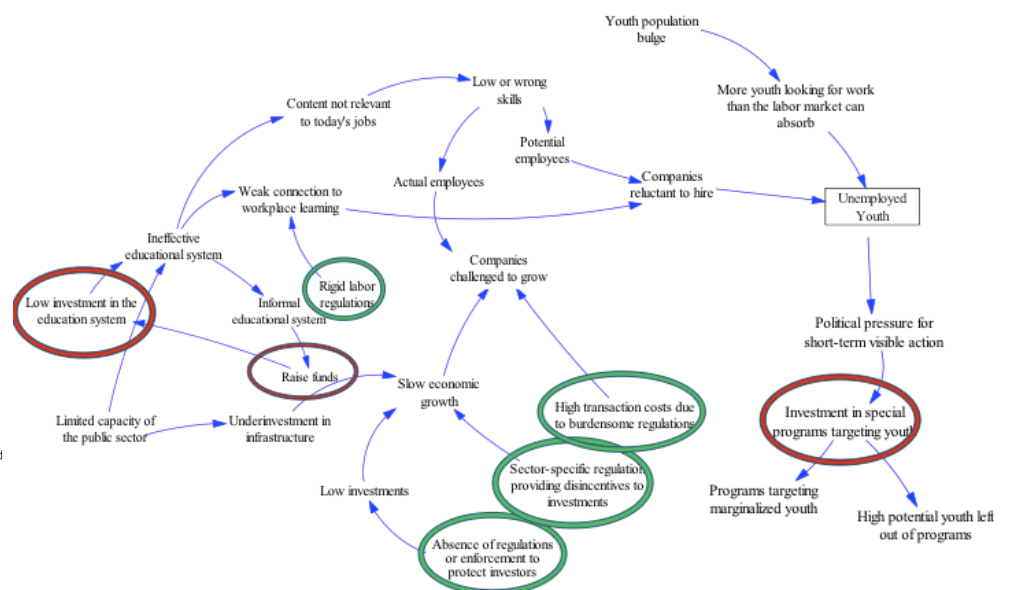 Youth population
bulge
More youth looking for work
than the labor market can
absorb
Low or wrong
skills
Content not relevant
to today's jobs
Potential
employees
Actual employees
Companies
reluctant to hire
Weak connection to
workplace learning
Unemployed
Youth
Ineffective
educational system
Companies
challenged to grow
Rigid labor
regulations
Low investment in the
education system
Informal
educational system
Political pressure for
short-term visible action
Raise funds
Slow economic
growth
High transaction costs due
to burdensome regulations
Investment in special
programs targeting youth
Limited capacity of
the public sector
Underinvestment in
infrastructure
Sector-specific regulation
providing disincentives to
investments
Low investments
Programs targeting
marginalized youth
High potential youth left
out of programs
Absence of regulations
or enforcement to
protect investors